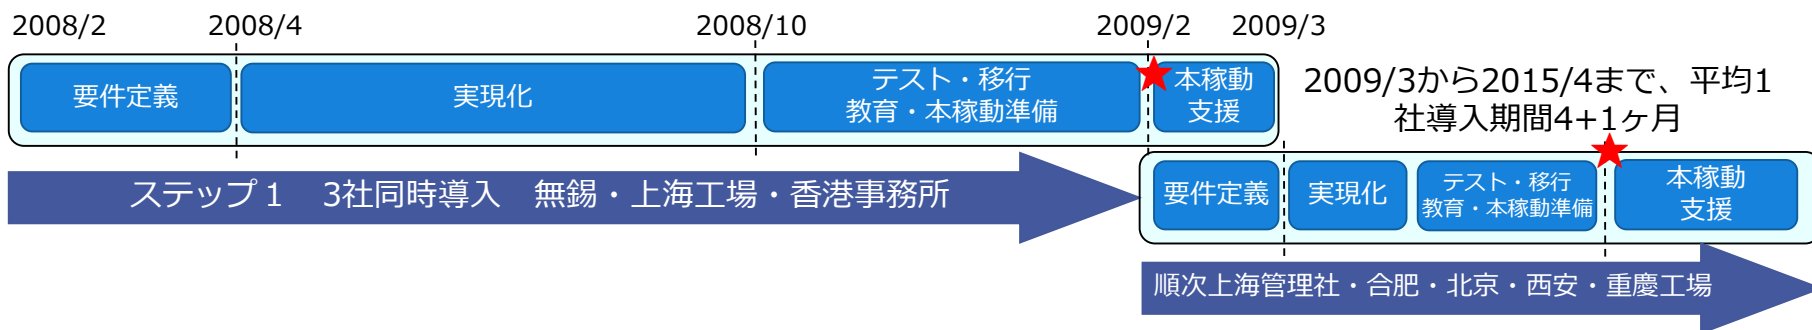 2008/2
2008/4
2008/10
2009/2
2009/3
要件定義
実現化
テスト・移行
教育・本稼動準備
本稼動
支援
2009/3から2015/4まで、平均1
社導入期間4+1ヶ月
ステップ1　3社同時導入　無錫・上海工場・香港事務所
要件定義
実現化
テスト・移行
教育・本稼動準備
本稼動
支援
順次上海管理社・合肥・北京・西安・重慶工場